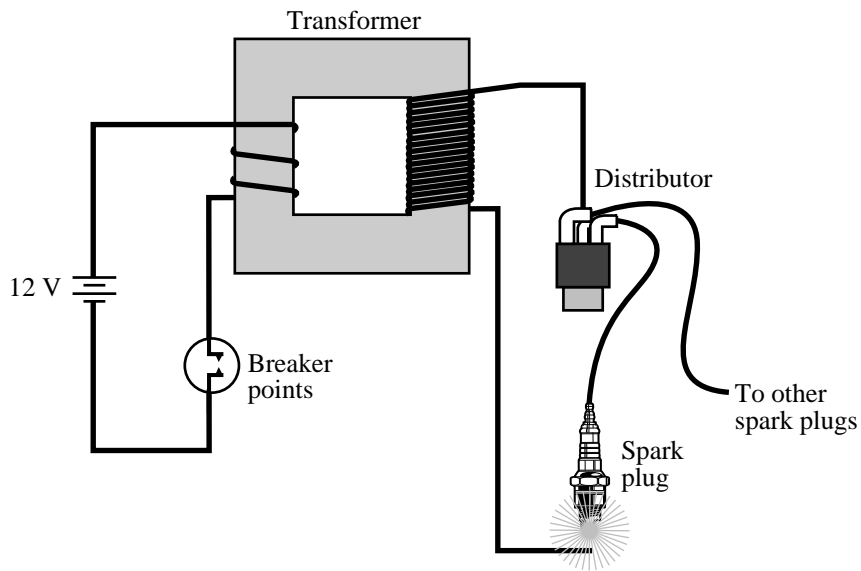 Transformer
Distributor
12 V
Breaker
points
To other
spark plugs
Spark
plug